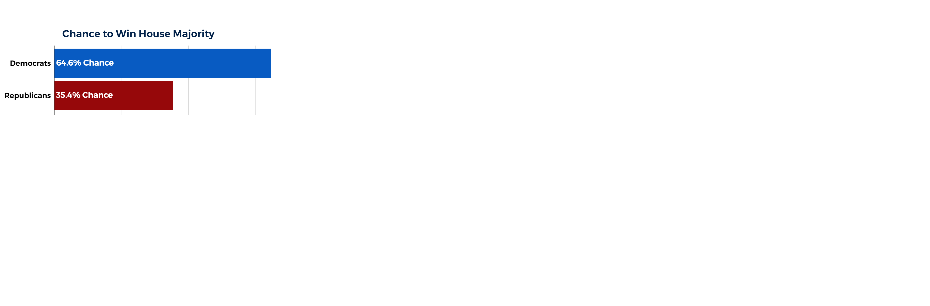 Chance to Win House Majority
Democrats 64.6% Chance
Republicans 35.4% Chance